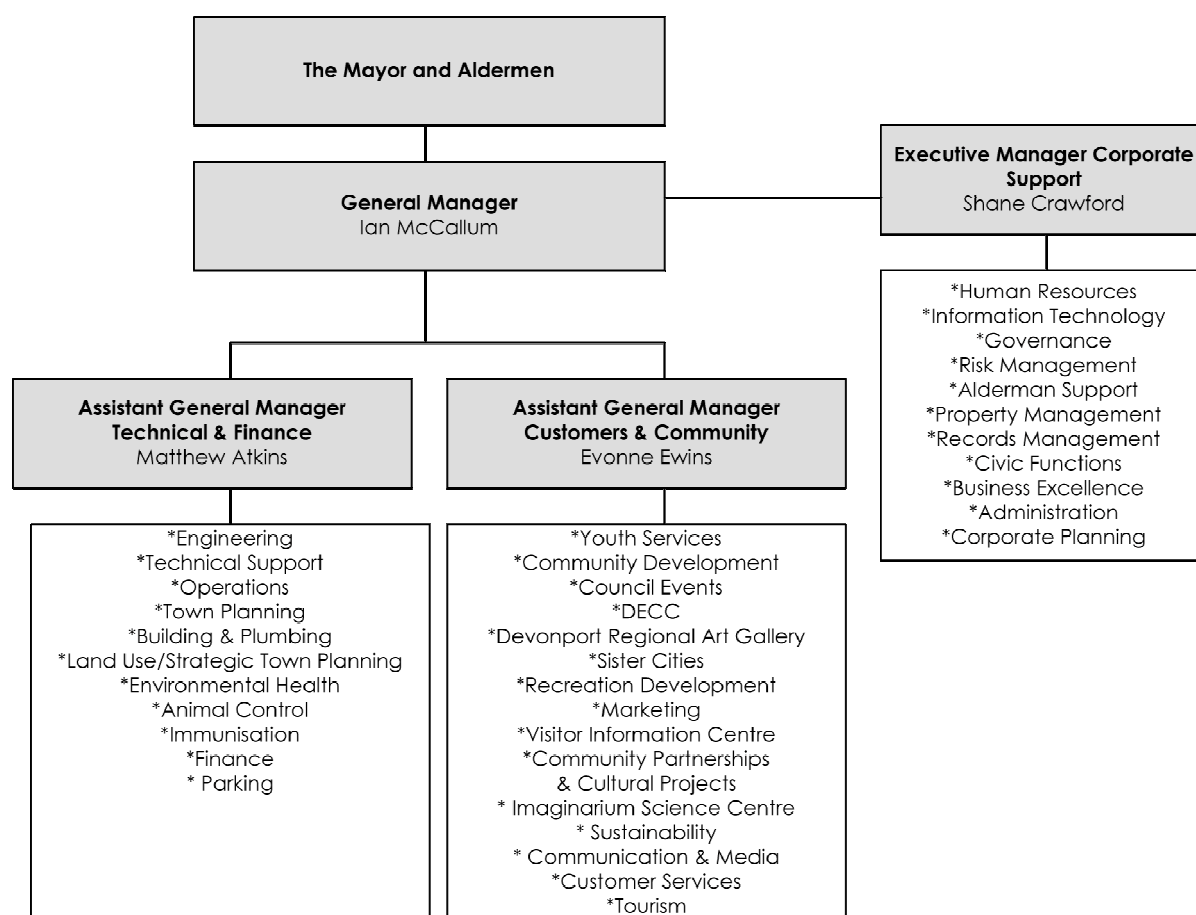 The Mayor and Aldermen
General Manager
Ian McCallum
Executive Manager Corporate
Support
Shane Crawford
*Human Resources
*Information Technology
*Governance
*Risk Management
*Alderman Support
*Property Management
*Records Management
*Civic Functions
*Business Excellence
*Administration
*Corporate Planning
Assistant General Manager
Technical & Finance
Matthew Atkins
*Engineering
*Technical Support
*Operations
*Town Planning
*Building & Plumbing
*Land Use/Strategic Town Planning
*Environmental Health
*Animal Control
*Immunisation
*Finance
* Parking
Assistant General Manager
Customers & Community
Evonne Ewins
*Youth Services
*Community Development
*Council Events
*DECC
*Devonport Regional Art Gallery
*Sister Cities
*Recreation Development
*Marketing
*Visitor Information Centre
*Community Partnerships
& Cultural Projects
* Imaginarium Science Centre
* Sustainability
* Communication & Media
*Customer Services
*Tourism